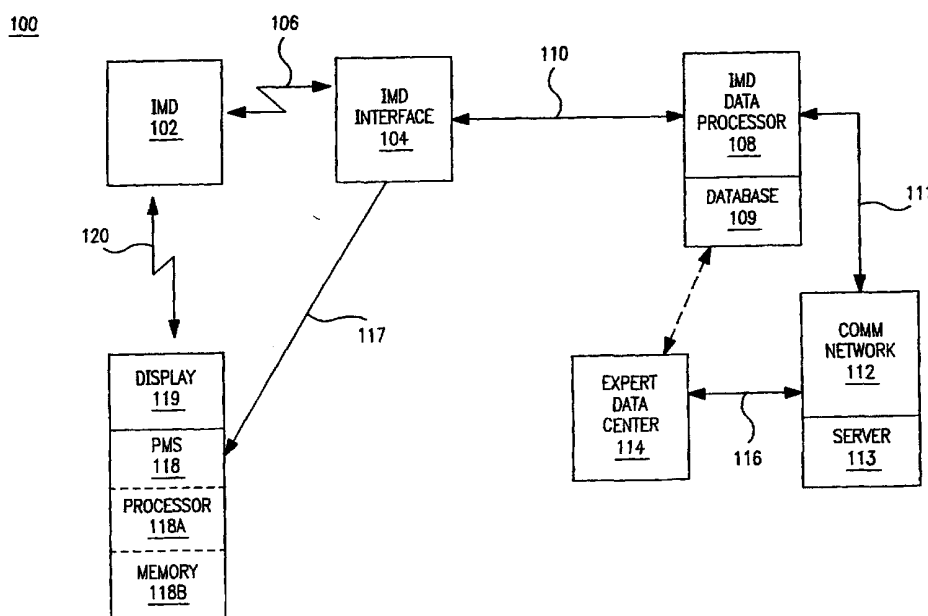 100
106
IMD
102
IMD
INTERFACE
104
110
IMD
DATA
PROCESSOR
108
DATABASE
109
111
120
117
DISPLAY
119
PMS
118
PROCESSOR
118A
MEMORY
118B
EXPERT
DATA
CENTER
114
116
COMM
NETWORK
112
SERVER
113